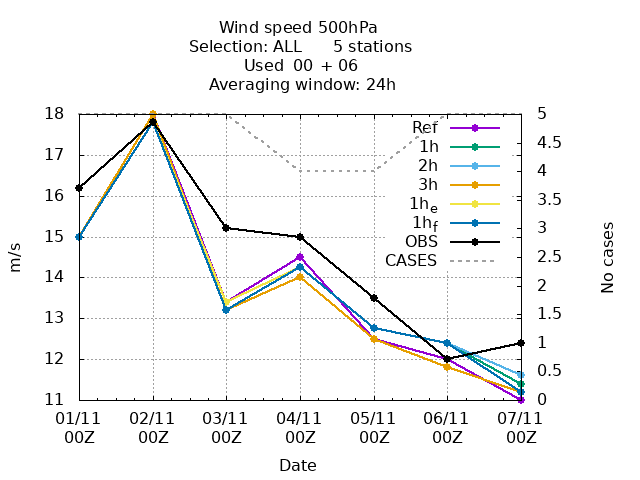 Wind speed 500hPa
Selection: ALL 5 stations
Used 00 + 06
Averaging window: 24h
18
17
16
15
14
13
12
11
m/s
5
4.5
4
3.5
3
2.5
2
1.5
1
0.5
0
No cases
Ref
1h
2h
3h
1he
1hf
OBS
CASES
01/11 02/11 03/11 04/11 05/11 06/11 07/11
00Z 00Z 00Z 00Z 00Z 00Z 00Z
Date